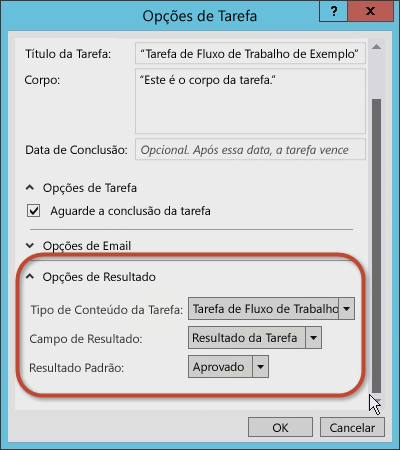 Opções de Tarefa
? x
Título da Tarefa: “Tarefa de Fluxo de Trabalho de Exemplo”
Corpo: “Este é o corpo da tarefa.”
Data de Conclusão: Opcional. Após essa data, a tarefa vence
Opções de Tarefa
Aguarde a conclusão da tarefa
Opções de Email
Opções de Resultado
Tipo de Conteúdo da Tarefa: Tarefa de Fluxo de Trabalho
Campo de Resultado: Resultado da Tarefa
Resultado Padrão: Aprovado
OK Cancelar